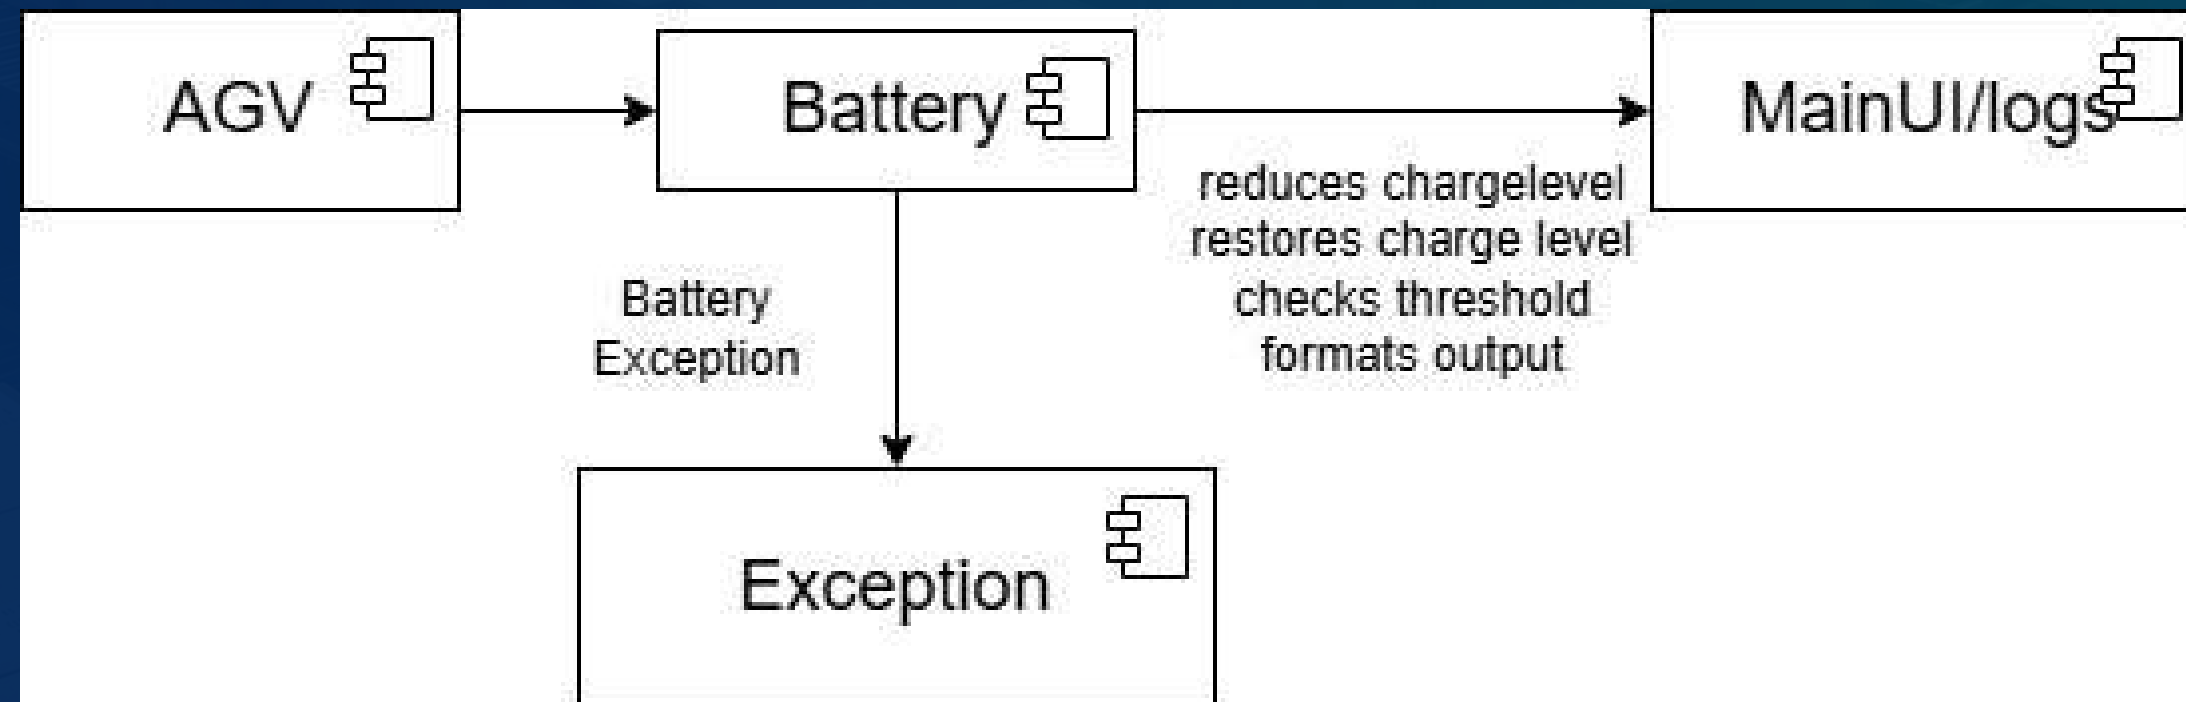 AGV
Battery
MainUI/logs
reduces chargelevel
restores charge level
checks threshold
formats output
Battery
Exception
Exception